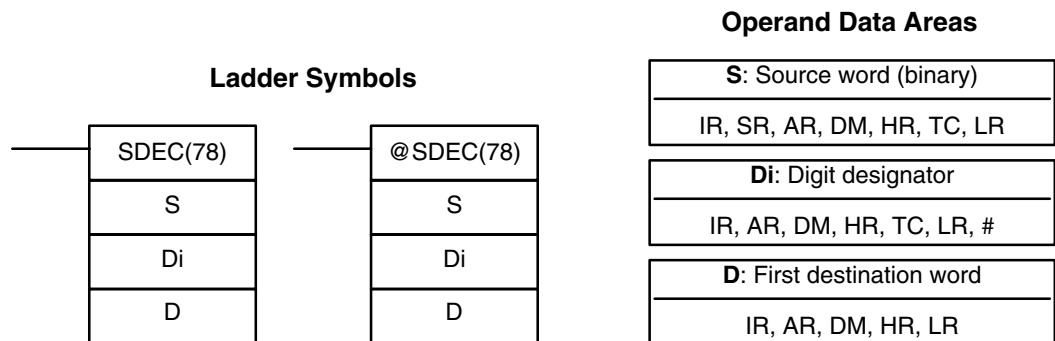 Ladder Symbols
SDEC(78)
S
Di
D
@SDEC(78)
S
Di
D
Operand Data Areas
S: Source word (binary)
IR, SR, AR, DM, HR, TC, LR
Di: Digit designator
IR, AR, DM, HR, TC, LR, #
D: First destination word
IR, AR, DM, HR, LR